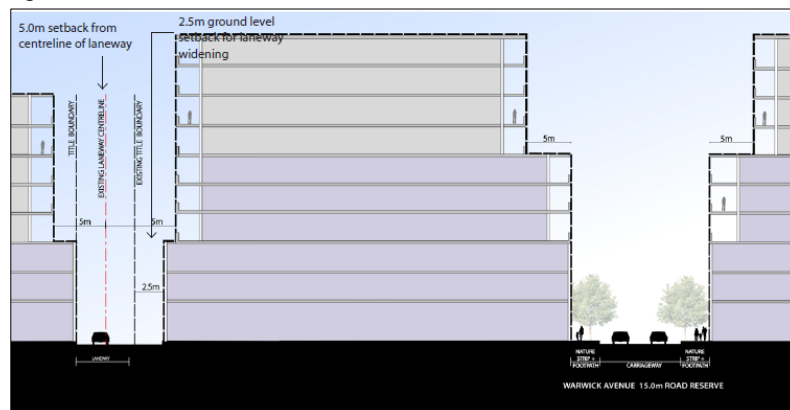 5.0m setback from
centreline of laneway
2.5m ground level
setback for laneway
widening
TITLE BOUNDARY
EXISTING LANEWAY CENTRELINE
EXISTING TITLE BOUNDARY
5m
5m
2.5m
5m
5m
LANEWAY
NATURE
STRIP +
FOOTPATH
CARRIAGEWAY
NATURE
STRIP +
FOOTPATH
WARWICK AVENUE 15.0m ROAD RESERVE